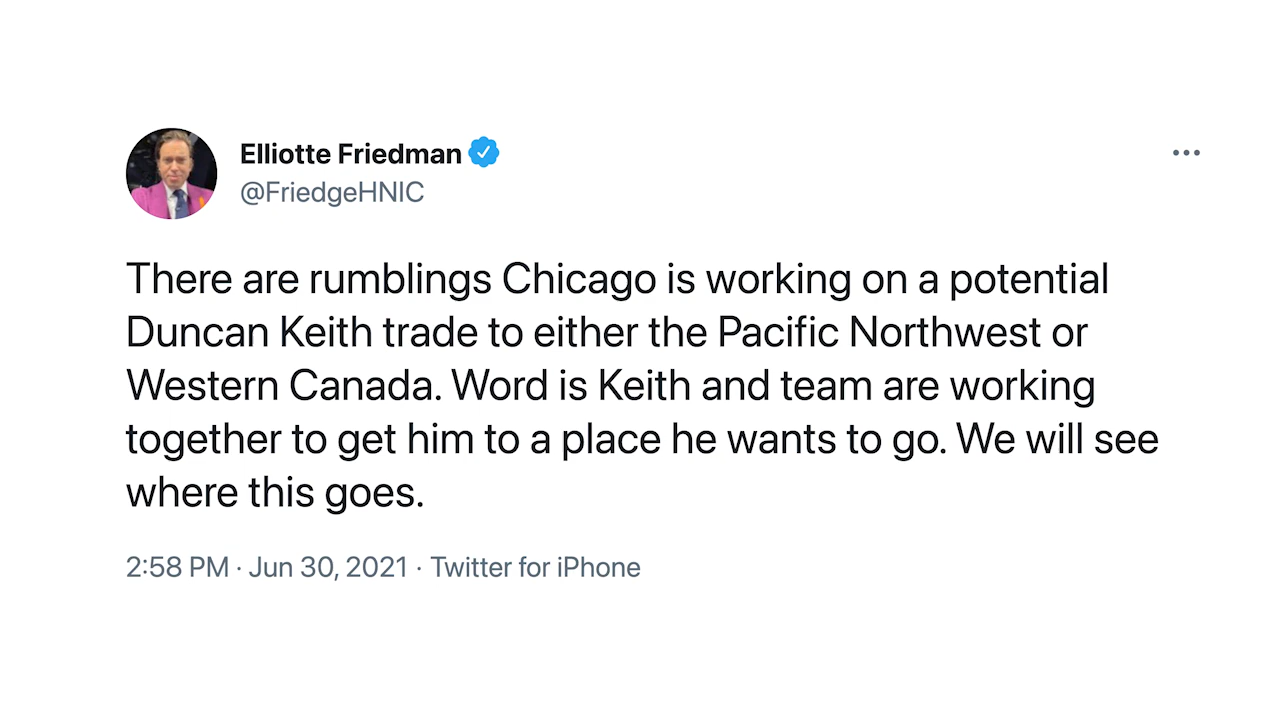 Elliotte Friedman
@FriedgeHNIC
There are rumblings Chicago is working on a potential
Duncan Keith trade to either the Pacific Northwest or
Western Canada. Word is Keith and team are working
together to get him to a place he wants to go. We will see
where this goes.
2:58 PM · Jun 30, 2021 · Twitter for iPhone